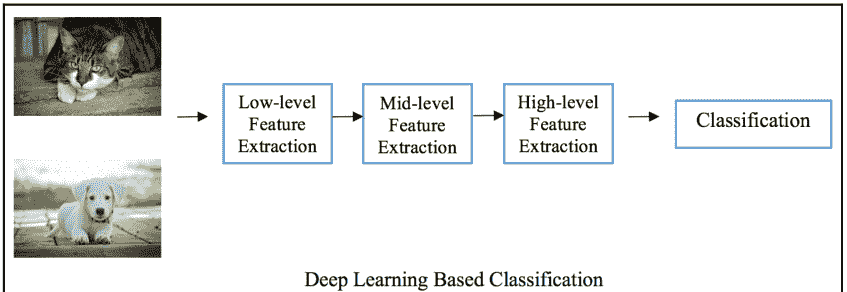 Low-level
Feature
Extraction
Mid-level
Feature
Extraction
High-level
Feature
Extraction
Classification
Deep Learning Based Classification